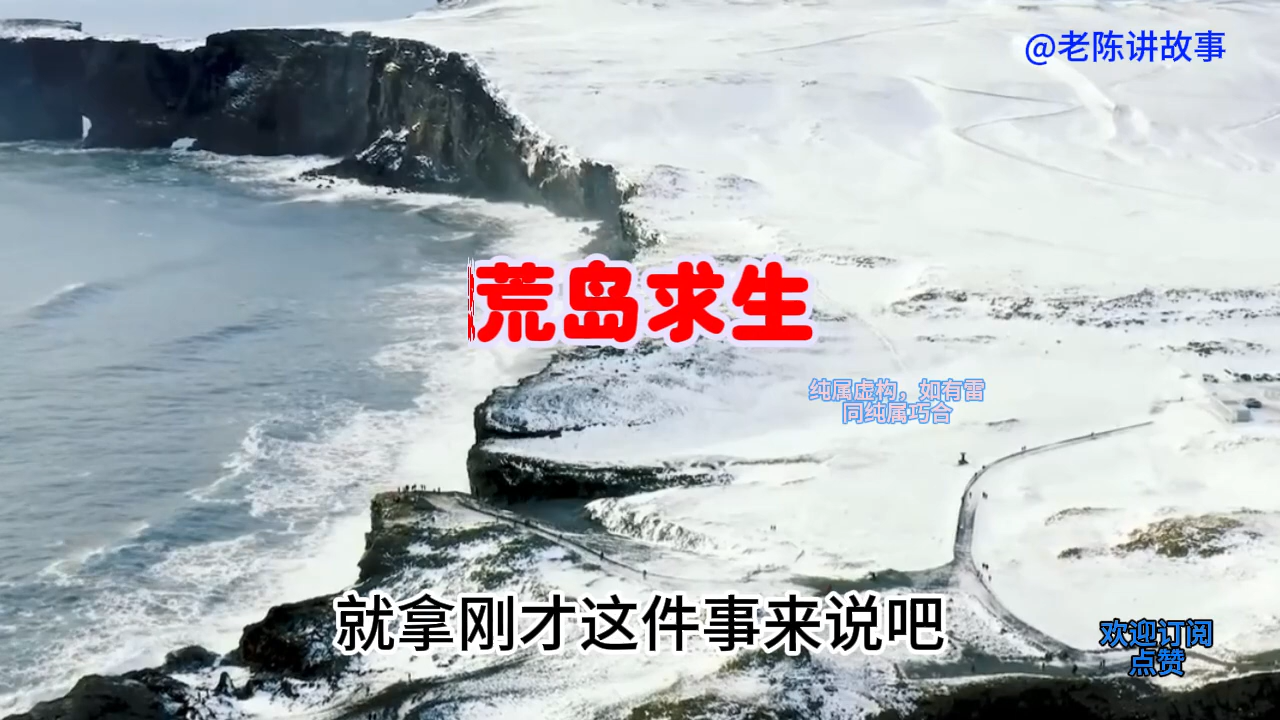 @老陈讲故事
荒岛求生
纯属虚构，如有雷
同纯属巧合
就拿刚才这件事来说吧
欢迎订阅
点赞